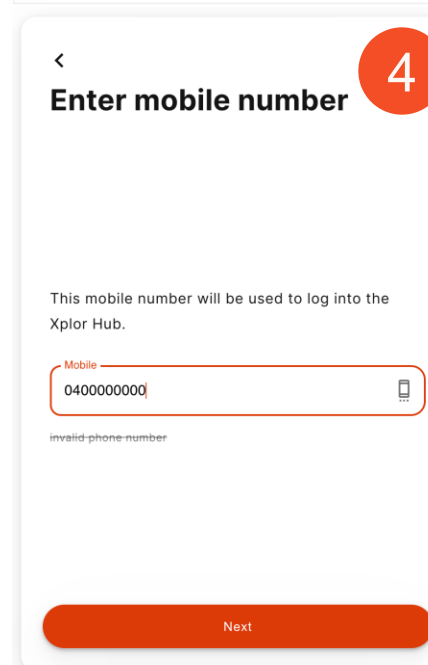 4
Enter mobile number
This mobile number will be used to log into the
Xplor Hub.
Mobile
0400000000
invalid phone number
Next